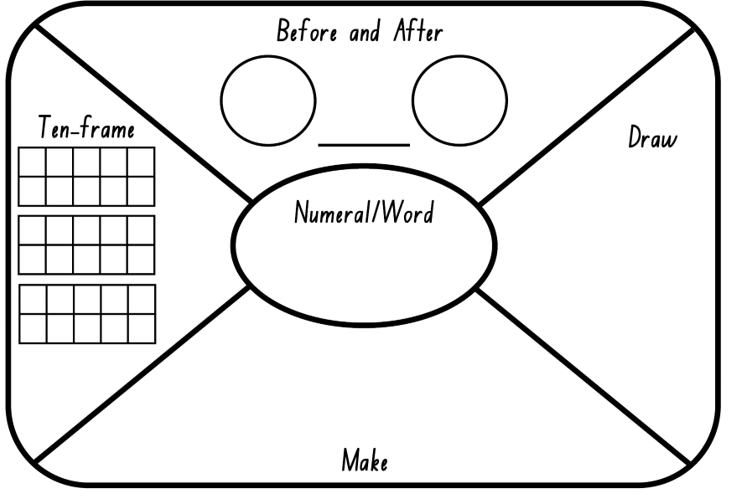 Before and After
Ten-frame
Draw
Numeral/Word
Make